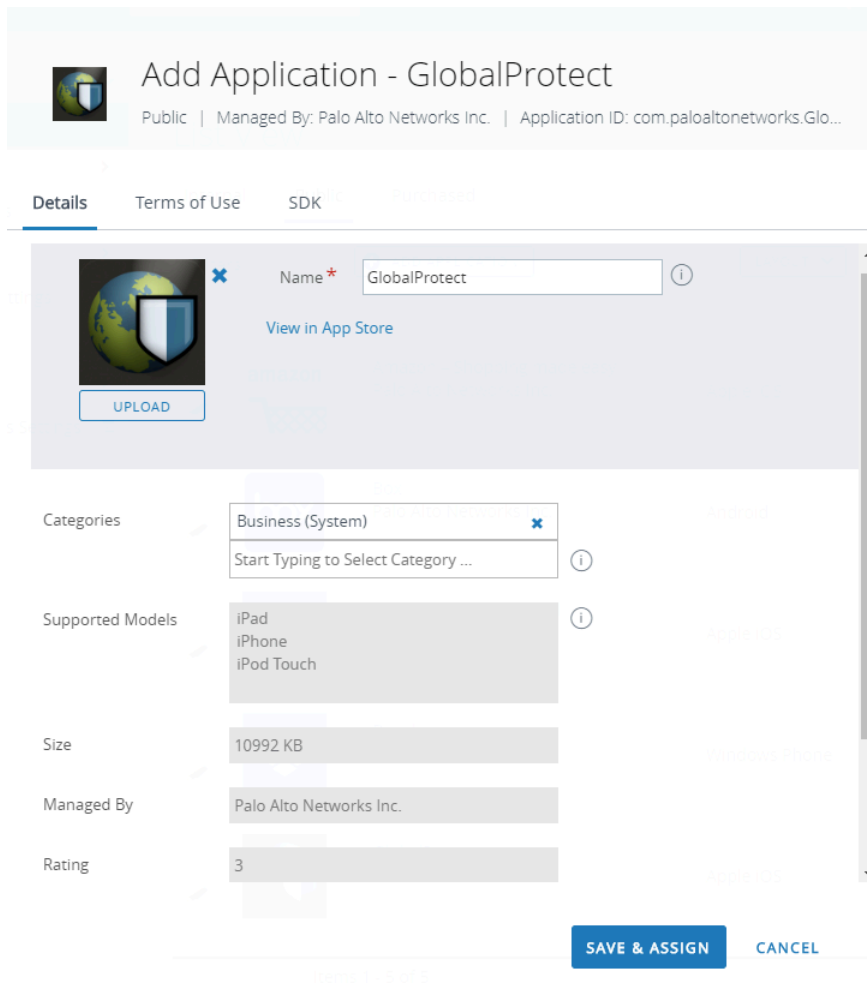 Add Application - GlobalProtect
Public | Managed By: Palo Alto Networks Inc. | Application ID: com.paloaltonetworks.Glo...
Details Terms of Use SDK
Name * GlobalProtect
View in App Store
UPLOAD
Categories Business (System)
Start Typing to Select Category ...
Supported Models iPad
iPhone
iPod Touch
Size 10992 KB
Managed By Palo Alto Networks Inc.
Rating 3
SAVE & ASSIGN CANCEL